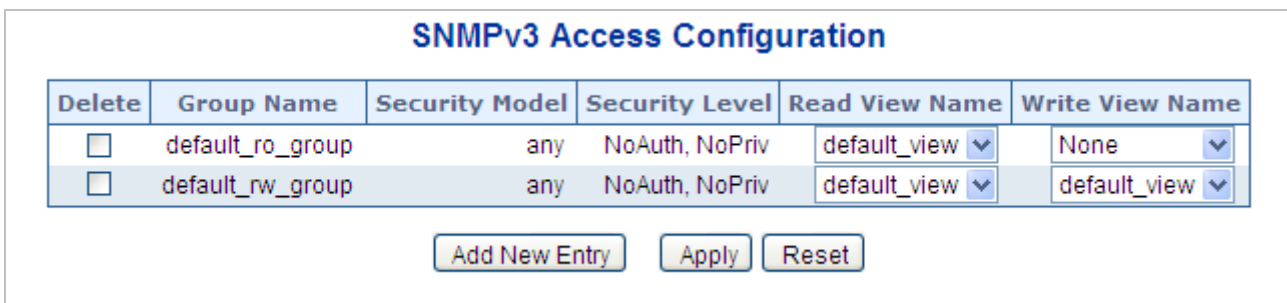 SNMPv3 Access Configuration
Delete Group Name Security Model Security Level Read View Name Write View Name
default_ro_group any NoAuth, NoPriv default_view None
default_rw_group any NoAuth, NoPriv default_view default_view
Add New Entry Apply Reset